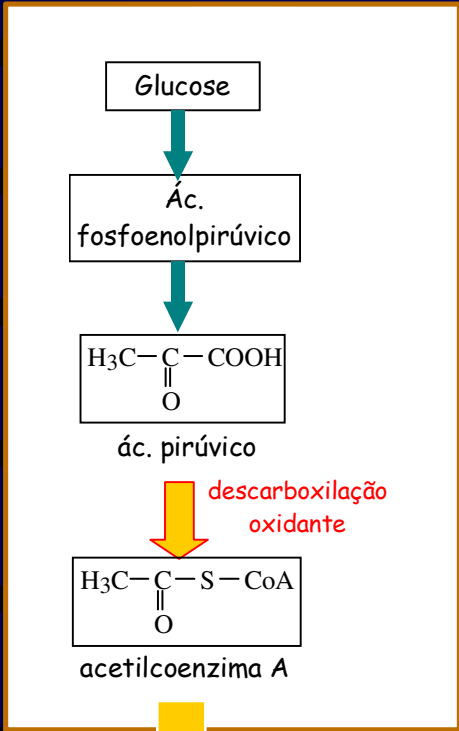 Glucose
Ác.
fosfoenolpirúvico
H₃C—C—COOH
||
O
ác. pirúvico
descarboxilação
oxidante
H₃C—C—S—CoA
||
O
acetilcoenzima A